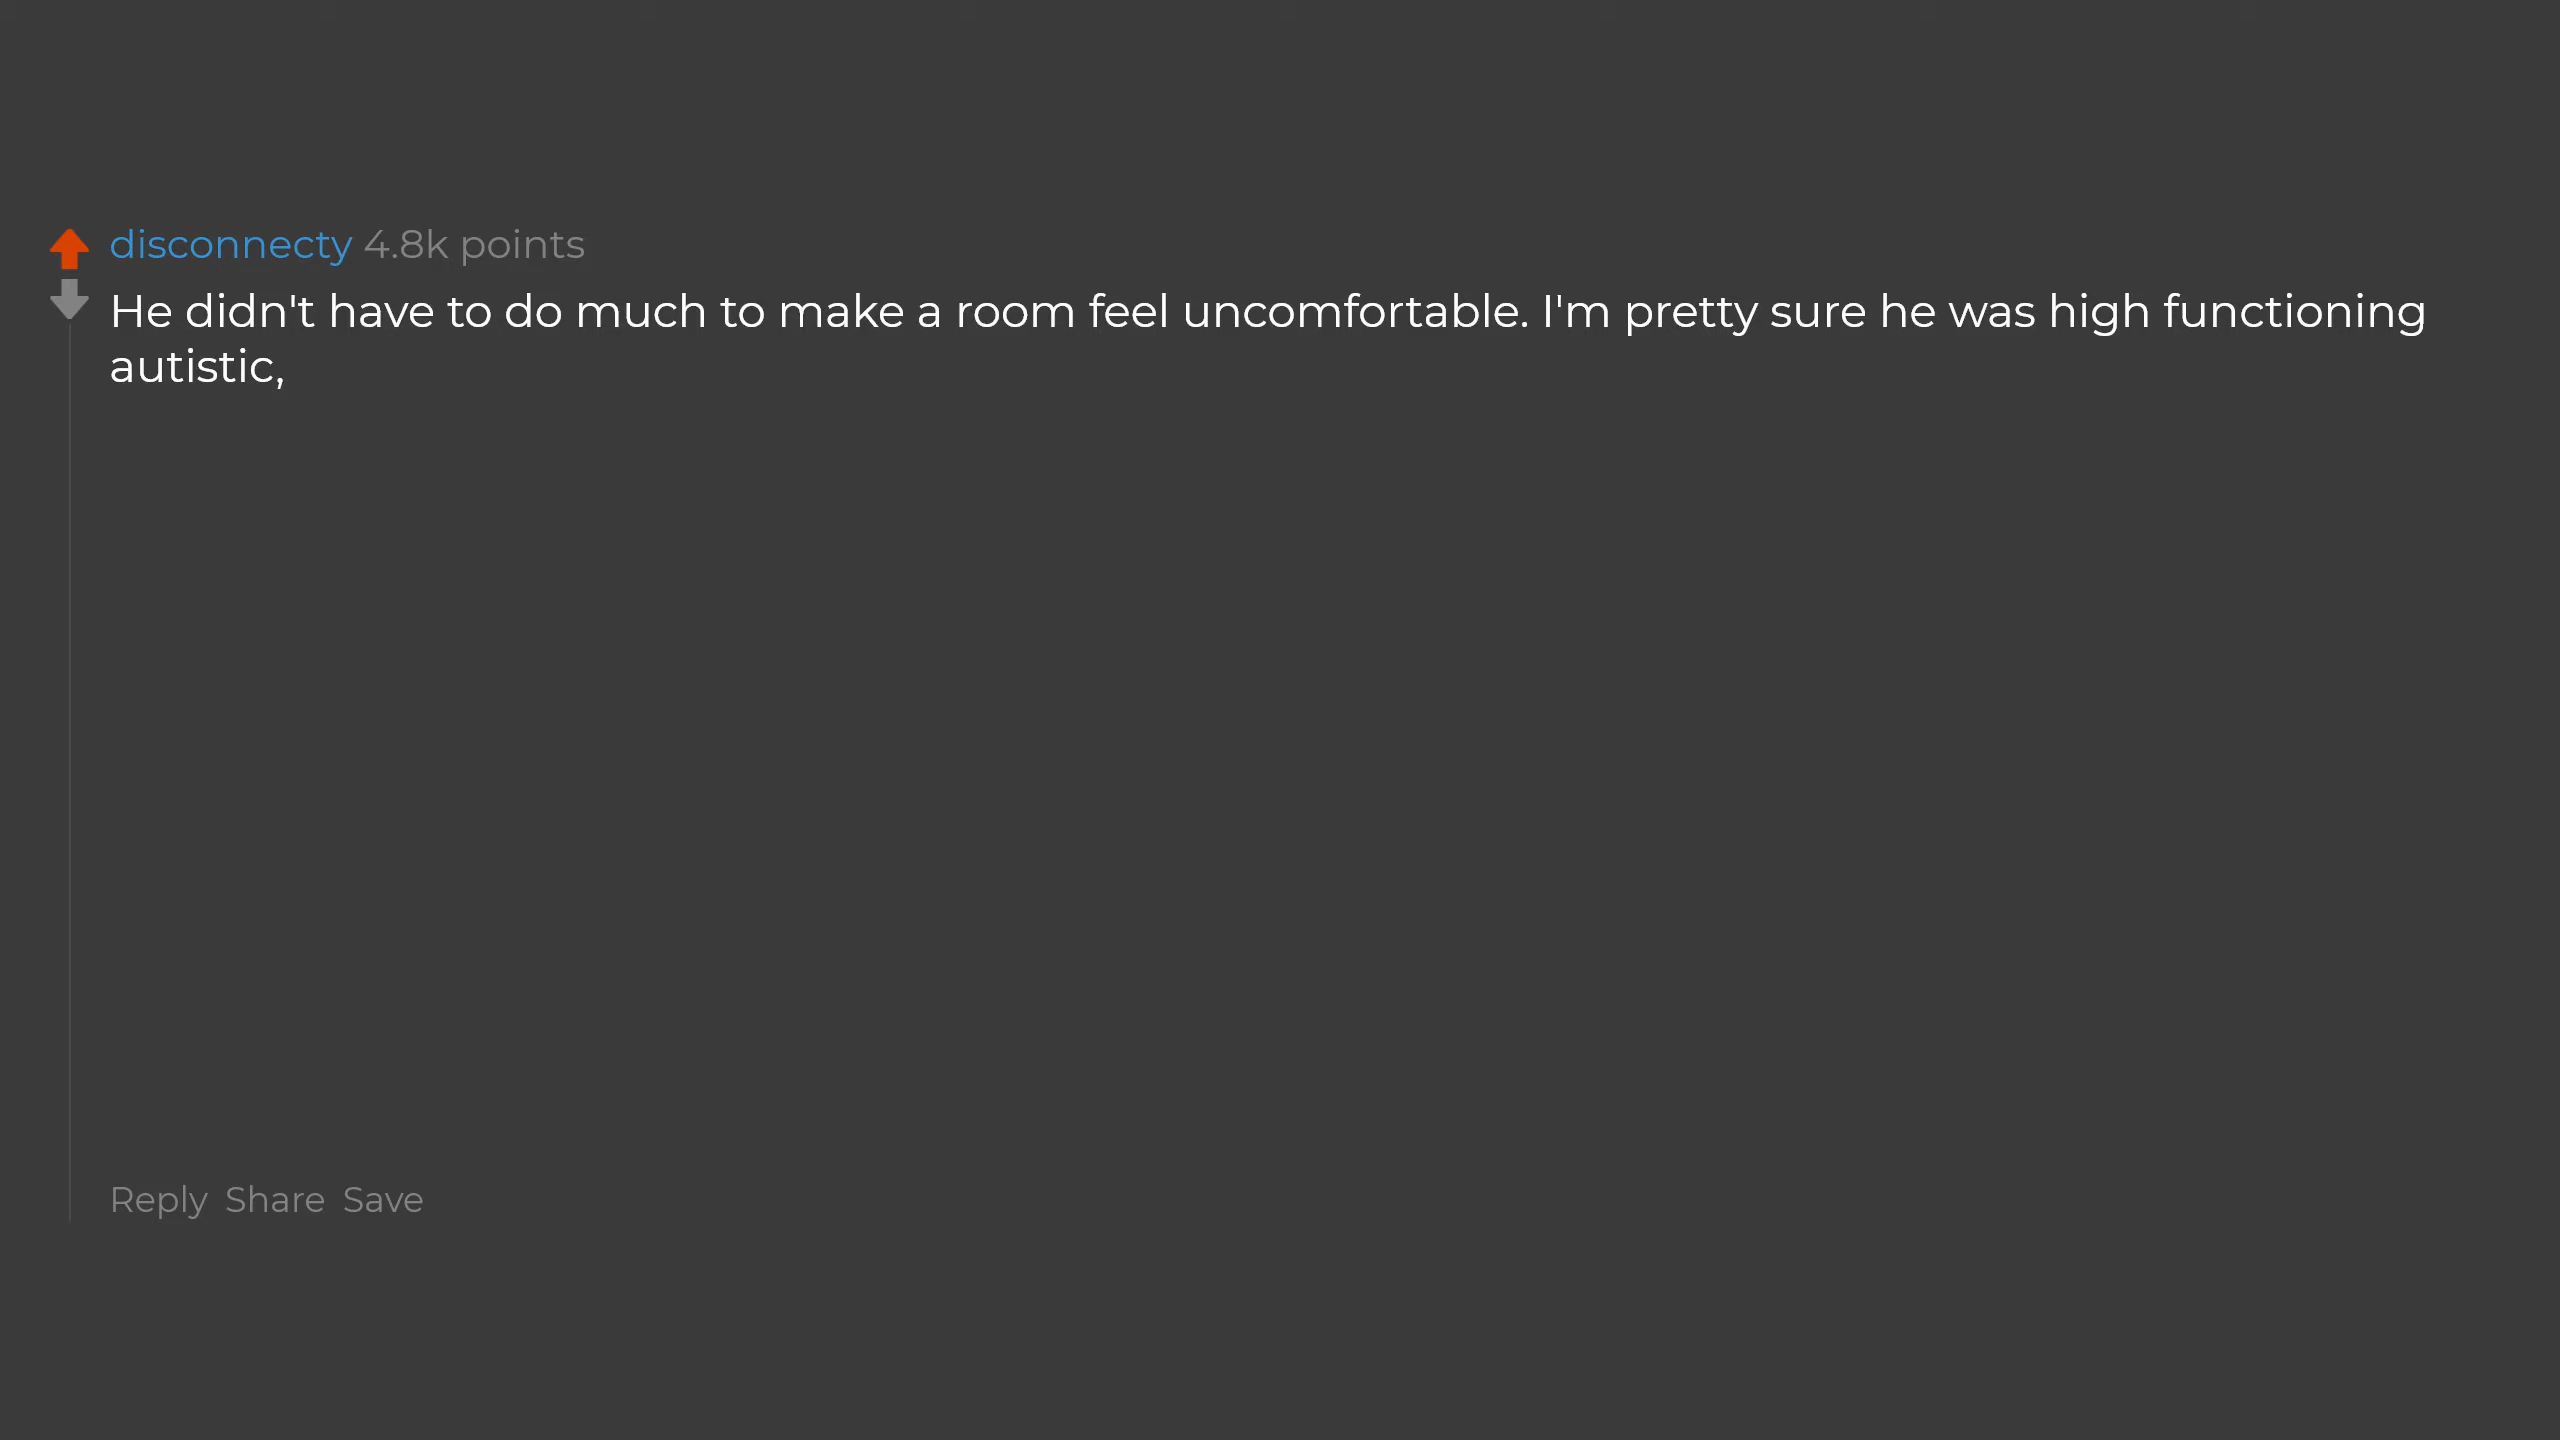 disconnecty 4.8k points
He didn't have to do much to make a room feel uncomfortable. I'm pretty sure he was high functioning
autistic,
Reply Share Save